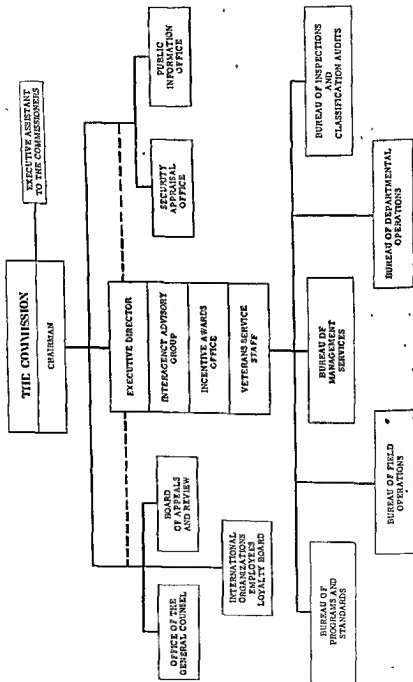 THE COMMISSION
CHAIRMAN
EXECUTIVE ASSISTANT
TO THE COMMISSIONERS
OFFICE OF THE
GENERAL COUNSEL
BOARD
OF APPEALS
AND REVIEW
INTERNATIONAL
ORGANIZATIONS
EMPLOYEES
LOYALTY BOARD
EXECUTIVE DIRECTOR
INTERAGENCY ADVISORY
GROUP
INCENTIVE AWARDS
OFFICE
VETERANS SERVICE
STAFF
SECURITY
APPRAISAL
OFFICE
PUBLIC
INFORMATION
OFFICE
BUREAU OF
PROGRAMS AND
STANDARDS
BUREAU OF FIELD
OPERATIONS
BUREAU OF
MANAGEMENT
SERVICES
BUREAU OF DEPARTMENTAL
OPERATIONS
BUREAU OF INSPECTIONS
AND
CLASSIFICATION AUDITS